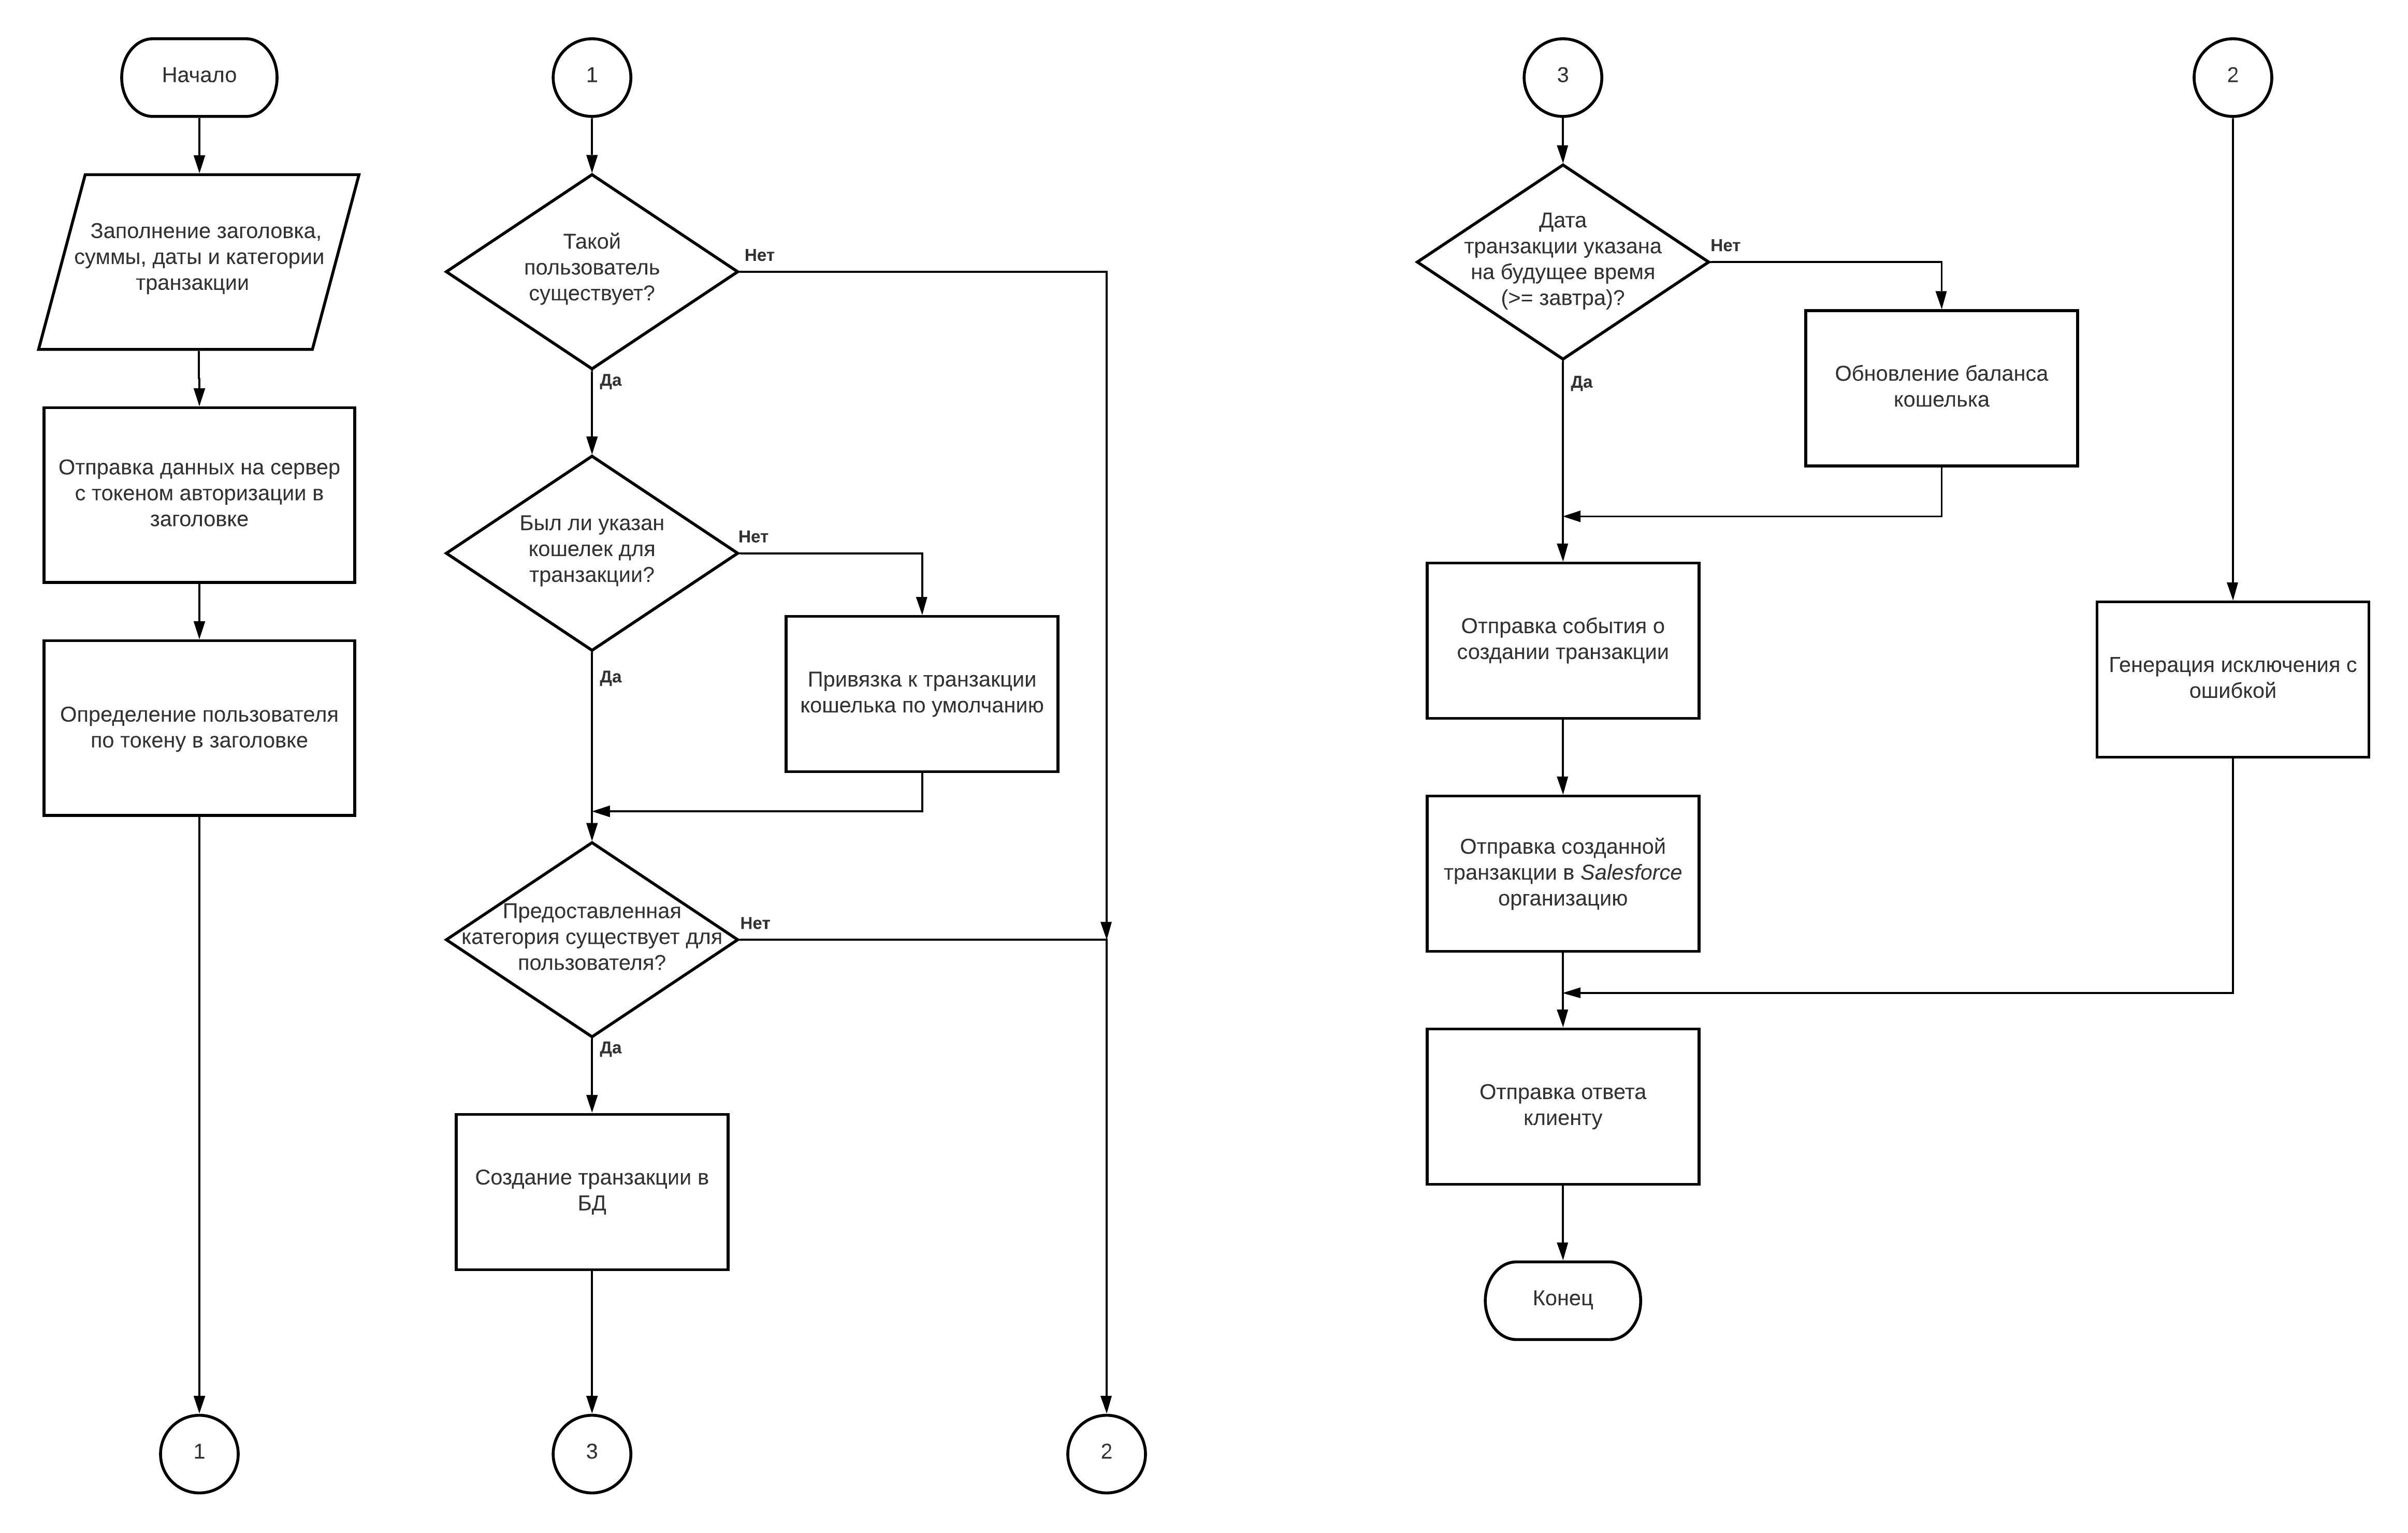 Начало
Заполнение заголовка,
суммы, даты и категории
транзакции
Отправка данных на сервер
с токеном авторизации в
заголовке
Определение пользователя
по токену в заголовке
1
1
Такой
пользователь
существует?
Нет
Да
Был ли указан
кошелек для
транзакции?
Нет
Да
Привязка к транзакции
кошелька по умолчанию
Предоставленная
категория существует для
пользователя?
Нет
Да
Создание транзакции в
БД
3
2
3
Дата
транзакции указана
на будущее время
(>= завтра)?
Нет
Да
Обновление баланса
кошелька
Отправка события о
создании транзакции
Отправка созданной
транзакции в Salesforce
организацию
Отправка ответа
клиенту
Конец
2
Генерация исключения с
ошибкой